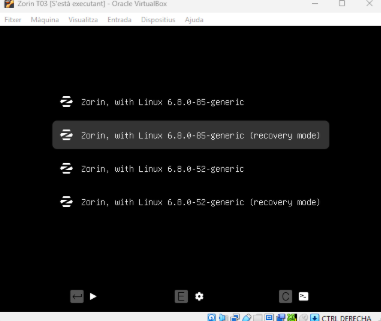 Zorin T03 [S'està executant] - Oracle VirtualBox
Fitxer Màquina Visualitza Entrada Dispositius Ajuda
Zorin, with Linux 6.8.0-85-generic
Zorin, with Linux 6.8.0-85-generic (recovery mode)
Zorin, with Linux 6.8.0-52-generic
Zorin, with Linux 6.8.0-52-generic (recovery mode)
E C
CTRL DERECHA